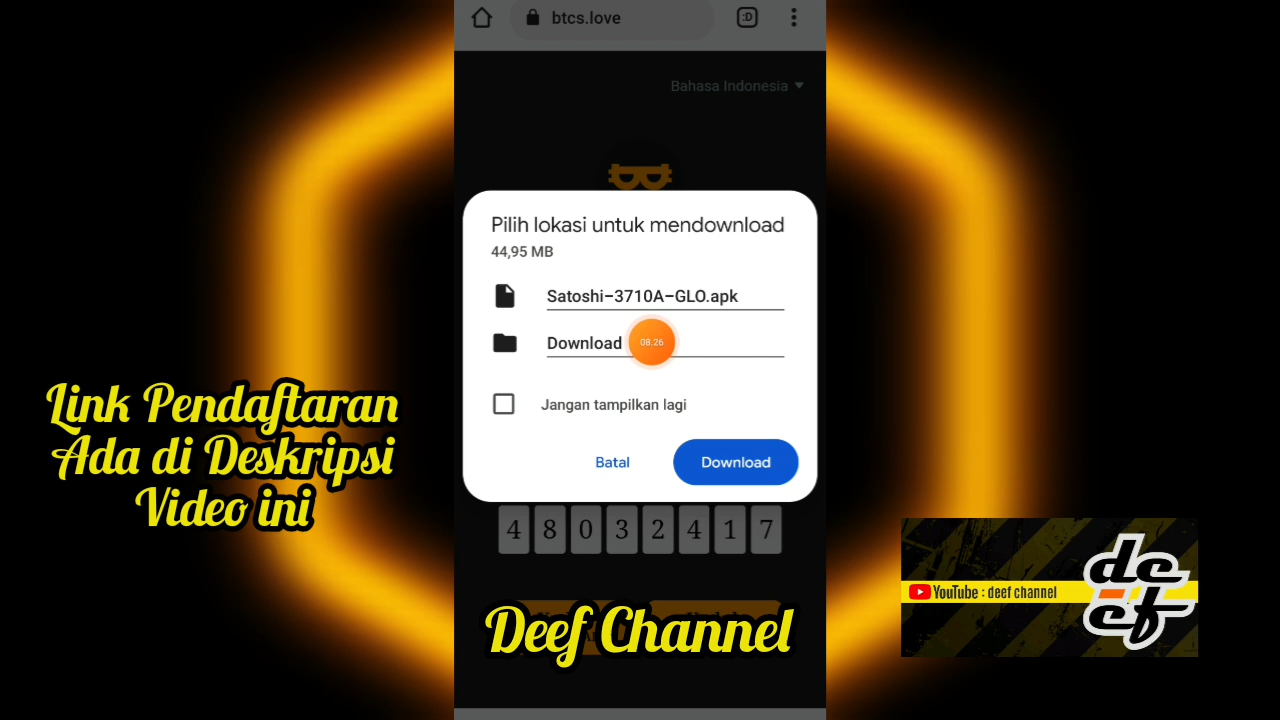 btcs.love
:D
Bahasa Indonesia
Pilih lokasi untuk mendownload
44,95 MB
Satoshi-3710A-GLO.apk
Download
08.26
Jangan tampilkan lagi
Batal
Download
4 8 0 3 2 4 1 7
Link Pendaftaran
Ada di Deskripsi
Video ini
Deef Channel
YouTube : deef channel
de
ef